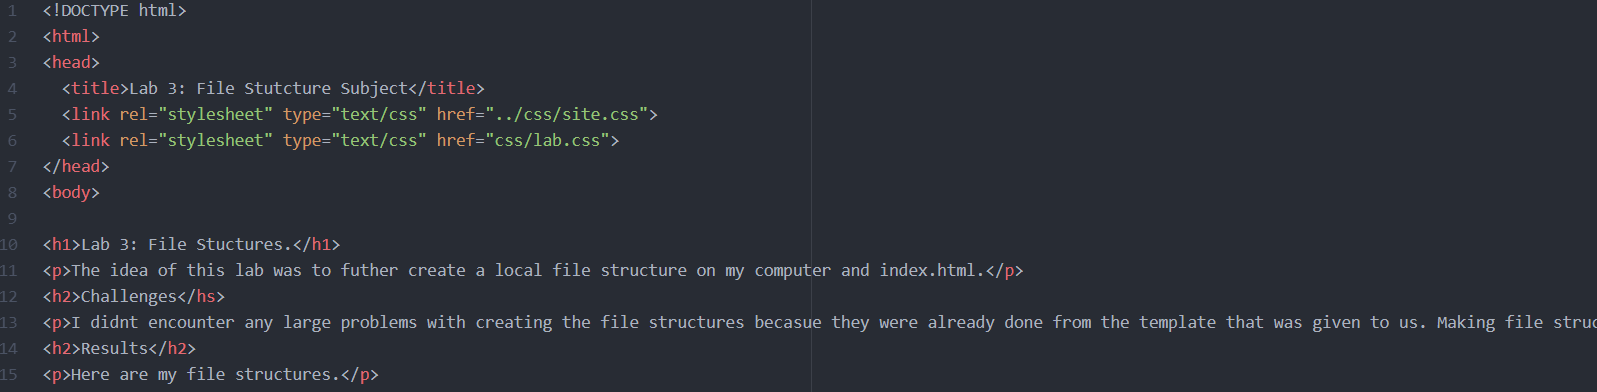 1 <!DOCTYPE html>
2 <html>
3 <head>
4 <title>Lab 3: File Stutcture Subject</title>
5 <link rel="stylesheet" type="text/css" href="../css/site.css">
6 <link rel="stylesheet" type="text/css" href="css/lab.css">
7 </head>
8 <body>
9
10 <h1>Lab 3: File Stuctures.</h1>
11 <p>The idea of this lab was to futher create a local file structure on my computer and index.html.</p>
12 <h2>Challenges</hs>
13 <p>I didnt encounter any large problems with creating the file structures becasue they were already done from the template that was given to us. Making file struc
14 <h2>Results</h2>
15 <p>Here are my file structures.</p>